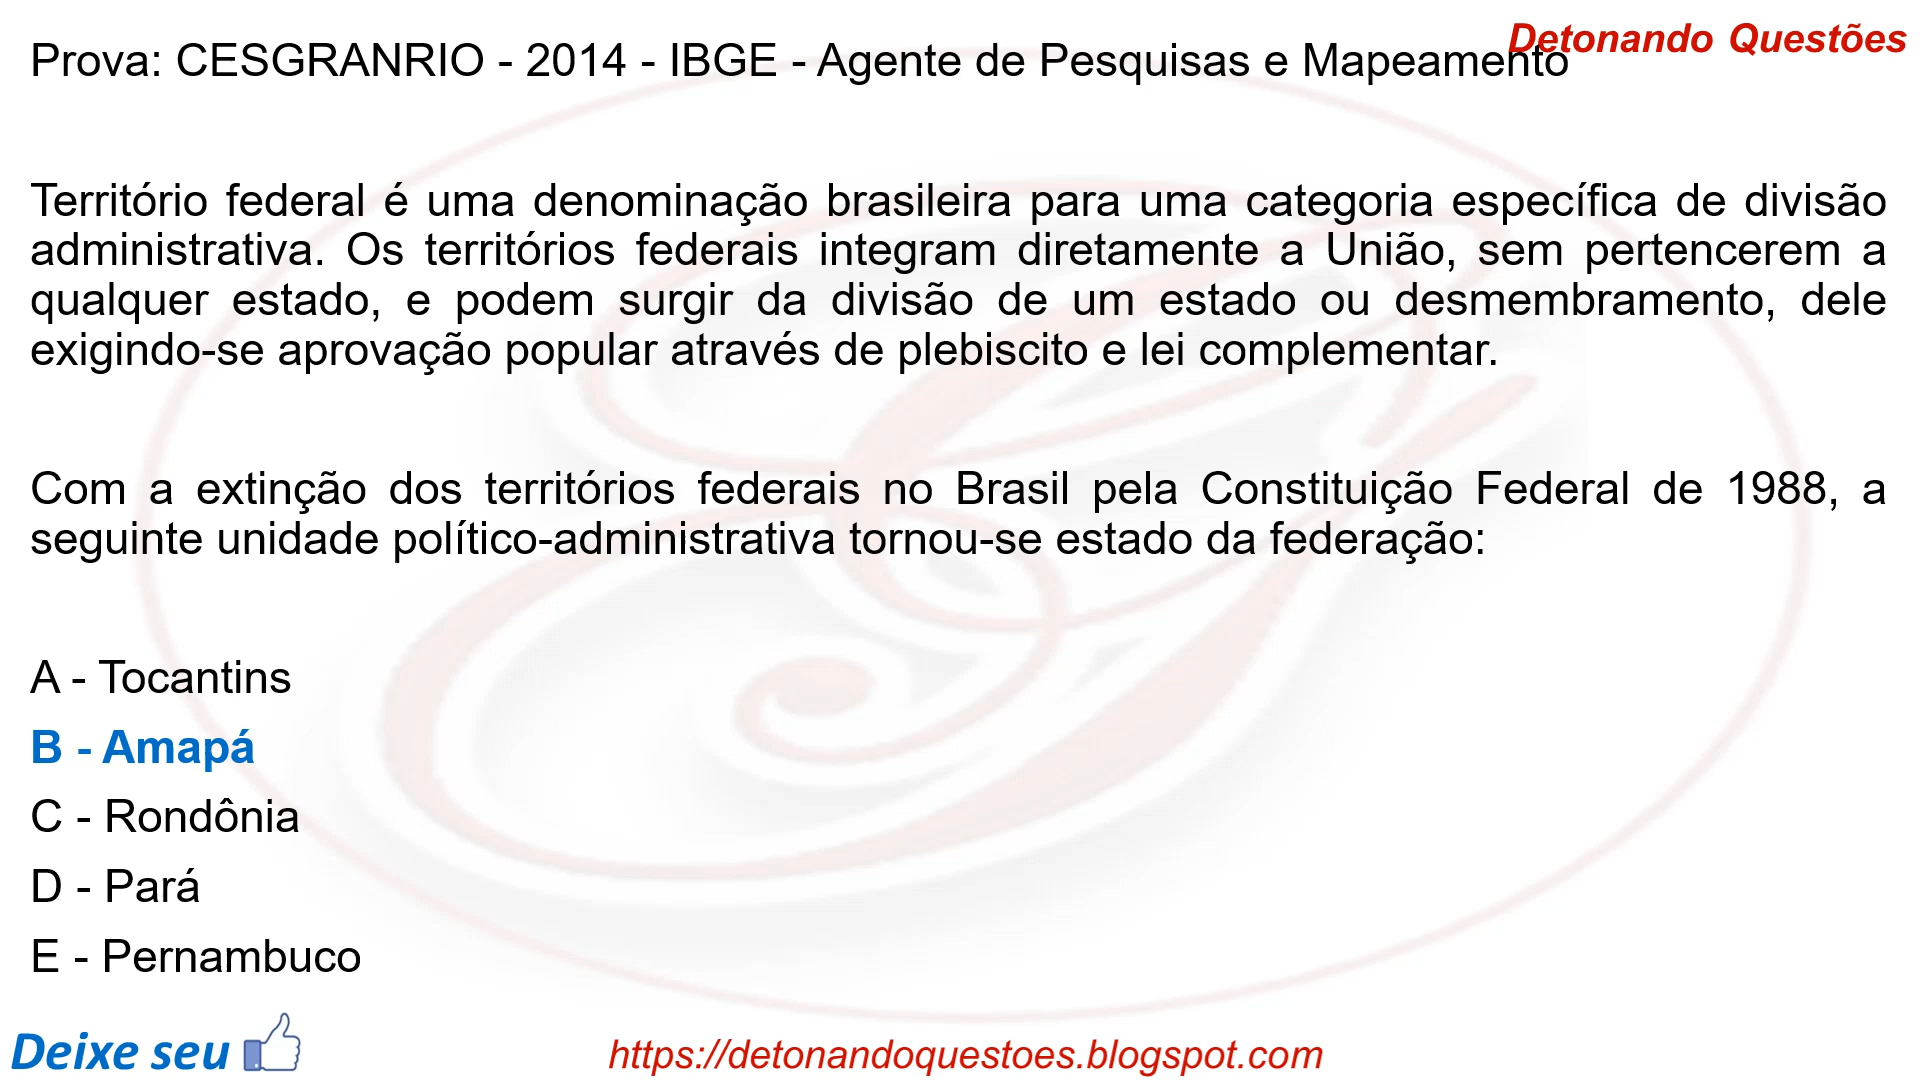 Detonando Questões
Prova: CESGRANRIO - 2014 - IBGE - Agente de Pesquisas e Mapeamento
Território federal é uma denominação brasileira para uma categoria específica de divisão
administrativa. Os territórios federais integram diretamente a União, sem pertencerem a
qualquer estado, e podem surgir da divisão de um estado ou desmembramento, dele
exigindo-se aprovação popular através de plebiscito e lei complementar.
Com a extinção dos territórios federais no Brasil pela Constituição Federal de 1988, a
seguinte unidade político-administrativa tornou-se estado da federação:
A - Tocantins
B - Amapá
C - Rondônia
D - Pará
E - Pernambuco
Deixe seu
https://detonandoquestoes.blogspot.com